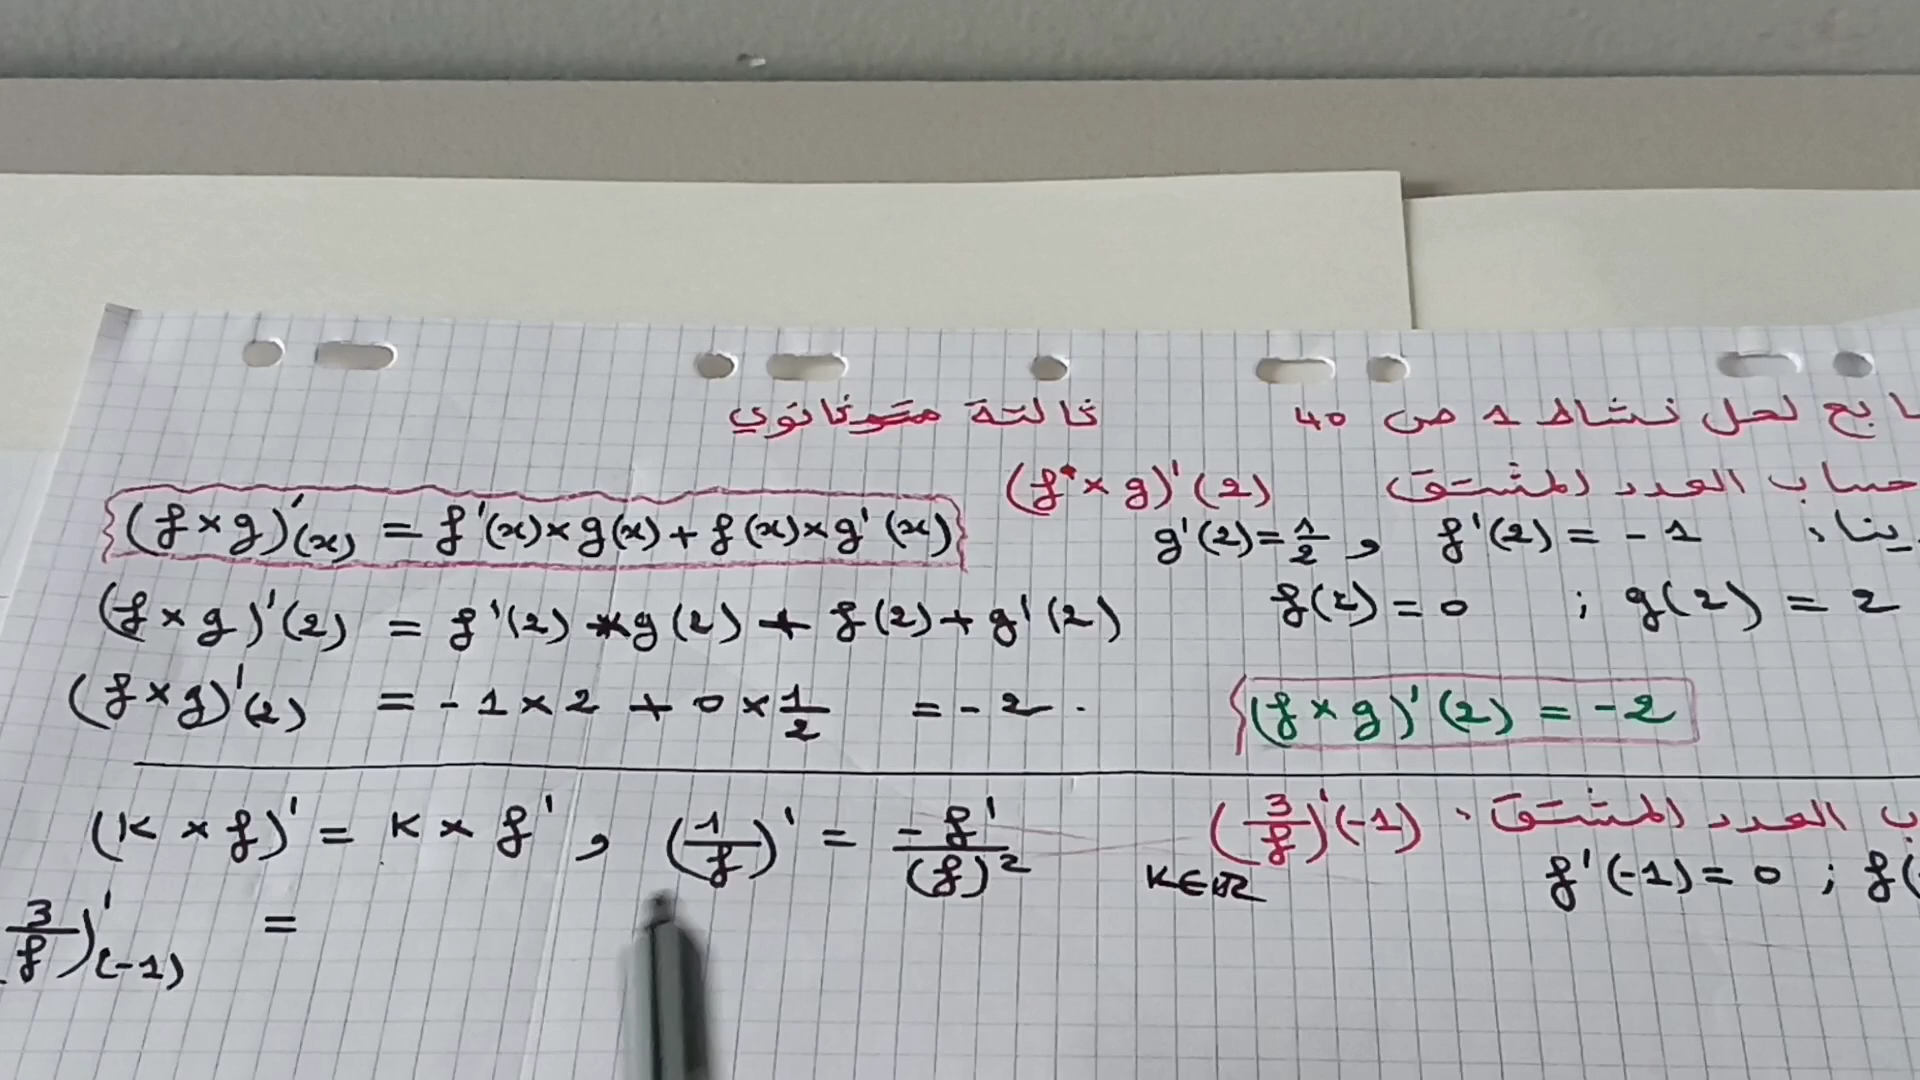 تابع لحل نشاط 1 ص 40 ثالثة ثانوي
حساب العدد المشتق (f × g)'(2)
g'(2) = 1/2 , f'(2) = -1
(f × g)'(x) = f'(x) × g(x) + f(x) × g'(x)
f(2) = 0 ; g(2) = 2
(f × g)'(2) = f'(2) × g(2) + f(2) + g'(2)
(f × g)'(2) = -1 × 2 + 0 × 1/2 = -2 .
(f × g)'(2) = -2
العدد المشتق . (3/f)'(-1)
(K × f)' = K × f' , (1/f)' = -f'/(f)² K∈IR
f'(-1) = 0 ; f(
(3/f)'(-1) =